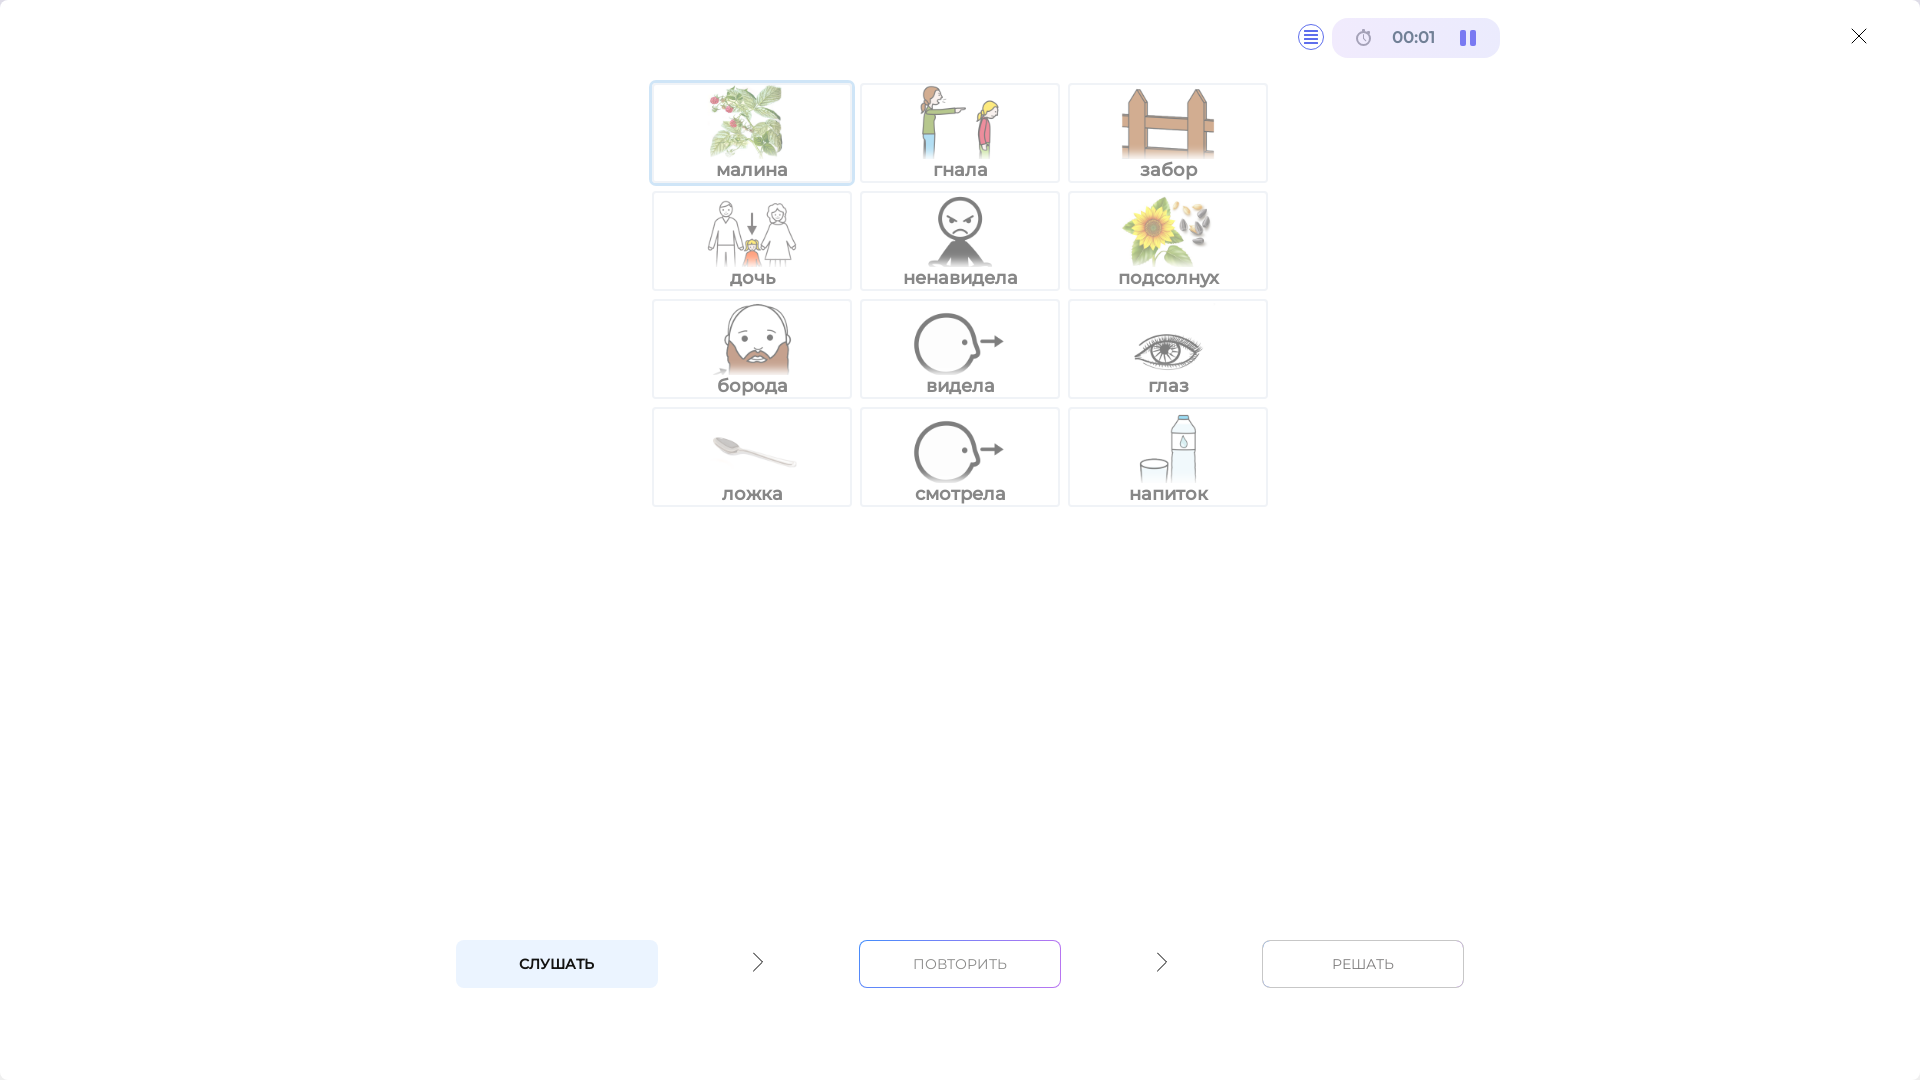 00:01
малина
гнала
забор
дочь
ненавидела
подсолнух
борода
видела
глаз
ложка
смотрела
напиток
СЛУШАТЬ
ПОВТОРИТЬ
РЕШАТЬ